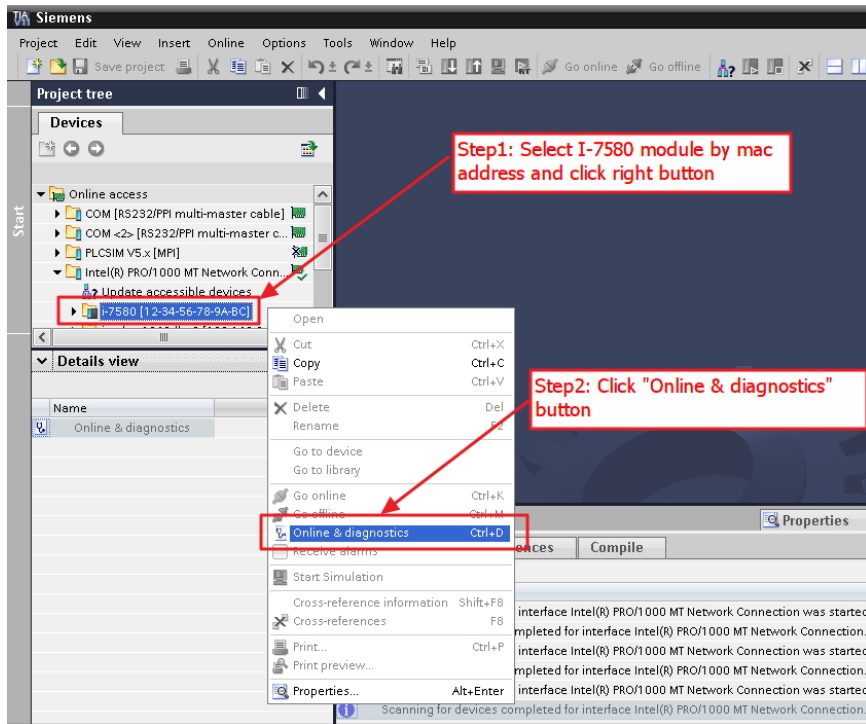 Siemens
Project Edit View Insert Online Options Tools Window Help
Save project Go online Go offline
Project tree
Devices
Start
Step1: Select I-7580 module by mac
address and click right button
Online access
COM [RS232/PPI multi-master cable]
COM <2> [RS232/PPI multi-master c...
PLCSIM V5.x [MPI]
Intel(R) PRO/1000 MT Network Conn...
Update accessible devices
i-7580 [12-34-56-78-9A-BC]
Open
Cut Ctrl+X
Copy Ctrl+C
Paste Ctrl+V
Delete Del
Rename F2
Go to device
Go to library
Go online Ctrl+K
Go offline Ctrl+M
Online & diagnostics Ctrl+D
Receive alarms
Start Simulation
Cross-reference information Shift+F8
Cross-references F8
Print... Ctrl+P
Print preview...
Properties... Alt+Enter
Step2: Click "Online & diagnostics"
button
Details view
Name
Online & diagnostics
Properties
ences Compile
interface Intel(R) PRO/1000 MT Network Connection was started
mpleted for interface Intel(R) PRO/1000 MT Network Connection.
interface Intel(R) PRO/1000 MT Network Connection was started
mpleted for interface Intel(R) PRO/1000 MT Network Connection.
interface Intel(R) PRO/1000 MT Network Connection was started
Scanning for devices completed for interface Intel(R) PRO/1000 MT Network Connection.